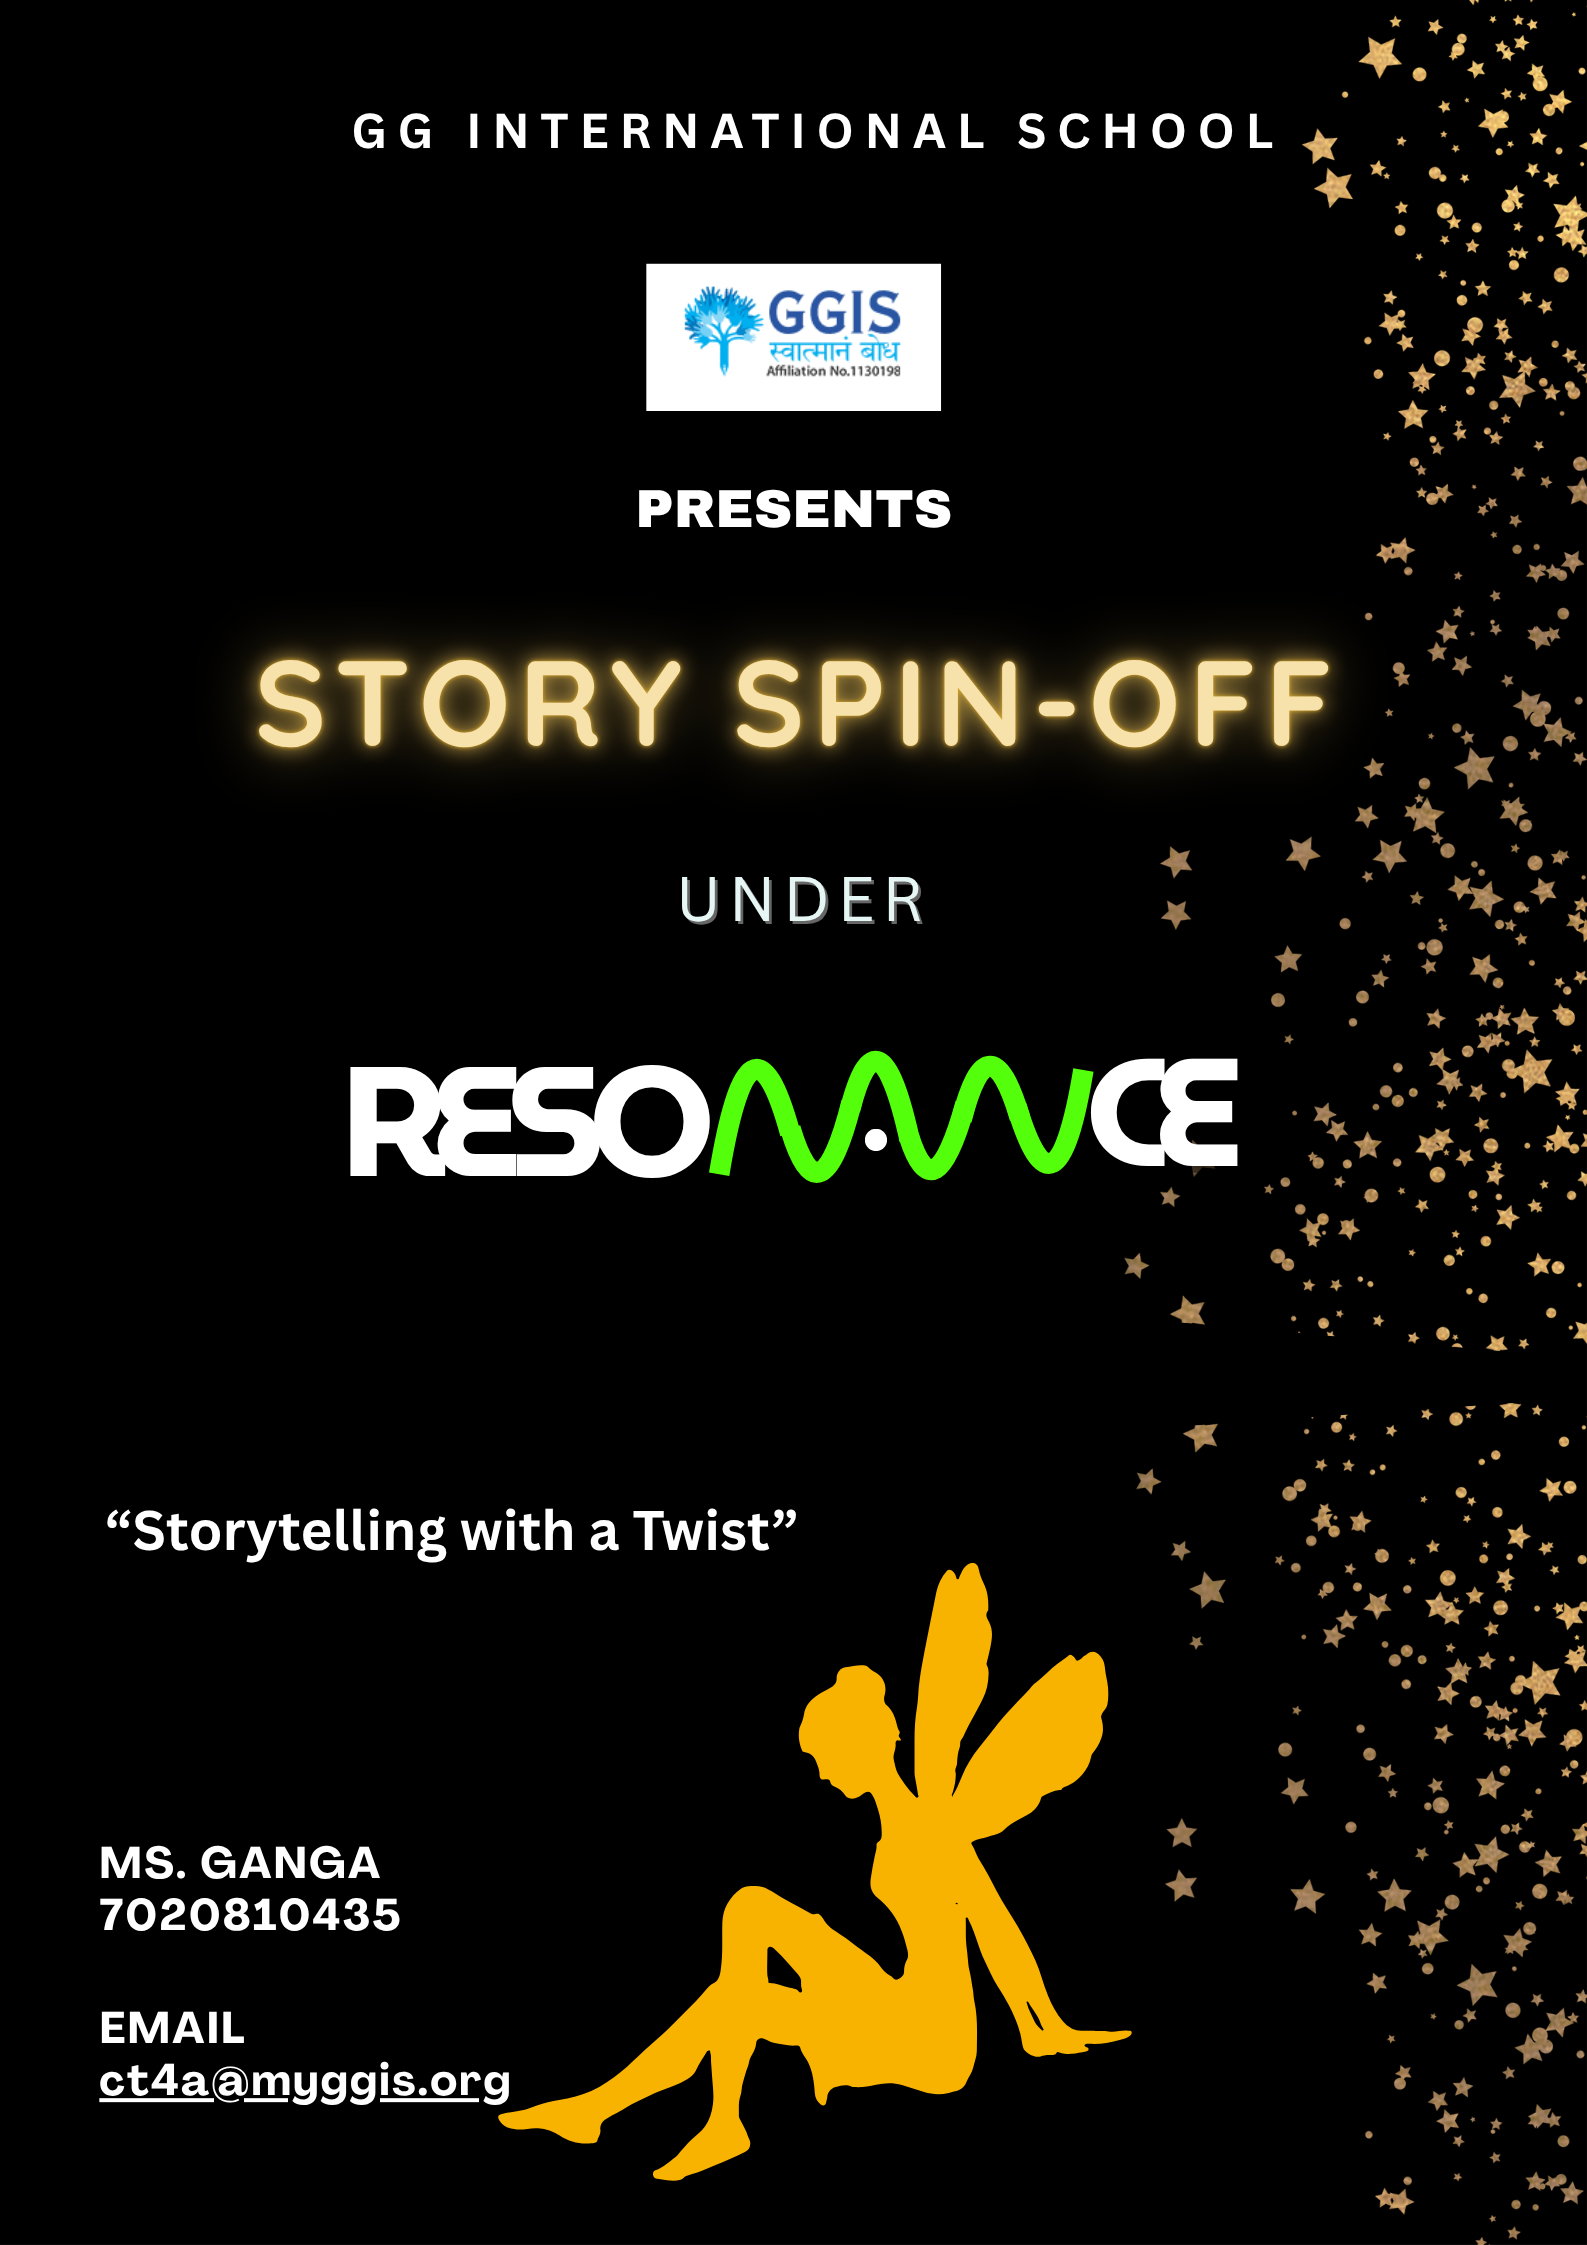 GG INTERNATIONAL SCHOOL
GGIS
स्वात्मानं बोध
Affiliation No.1130198
PRESENTS
STORY SPIN-OFF
UNDER
RESONANCE
“Storytelling with a Twist”
MS. GANGA
7020810435
EMAIL
ct4a@myggis.org